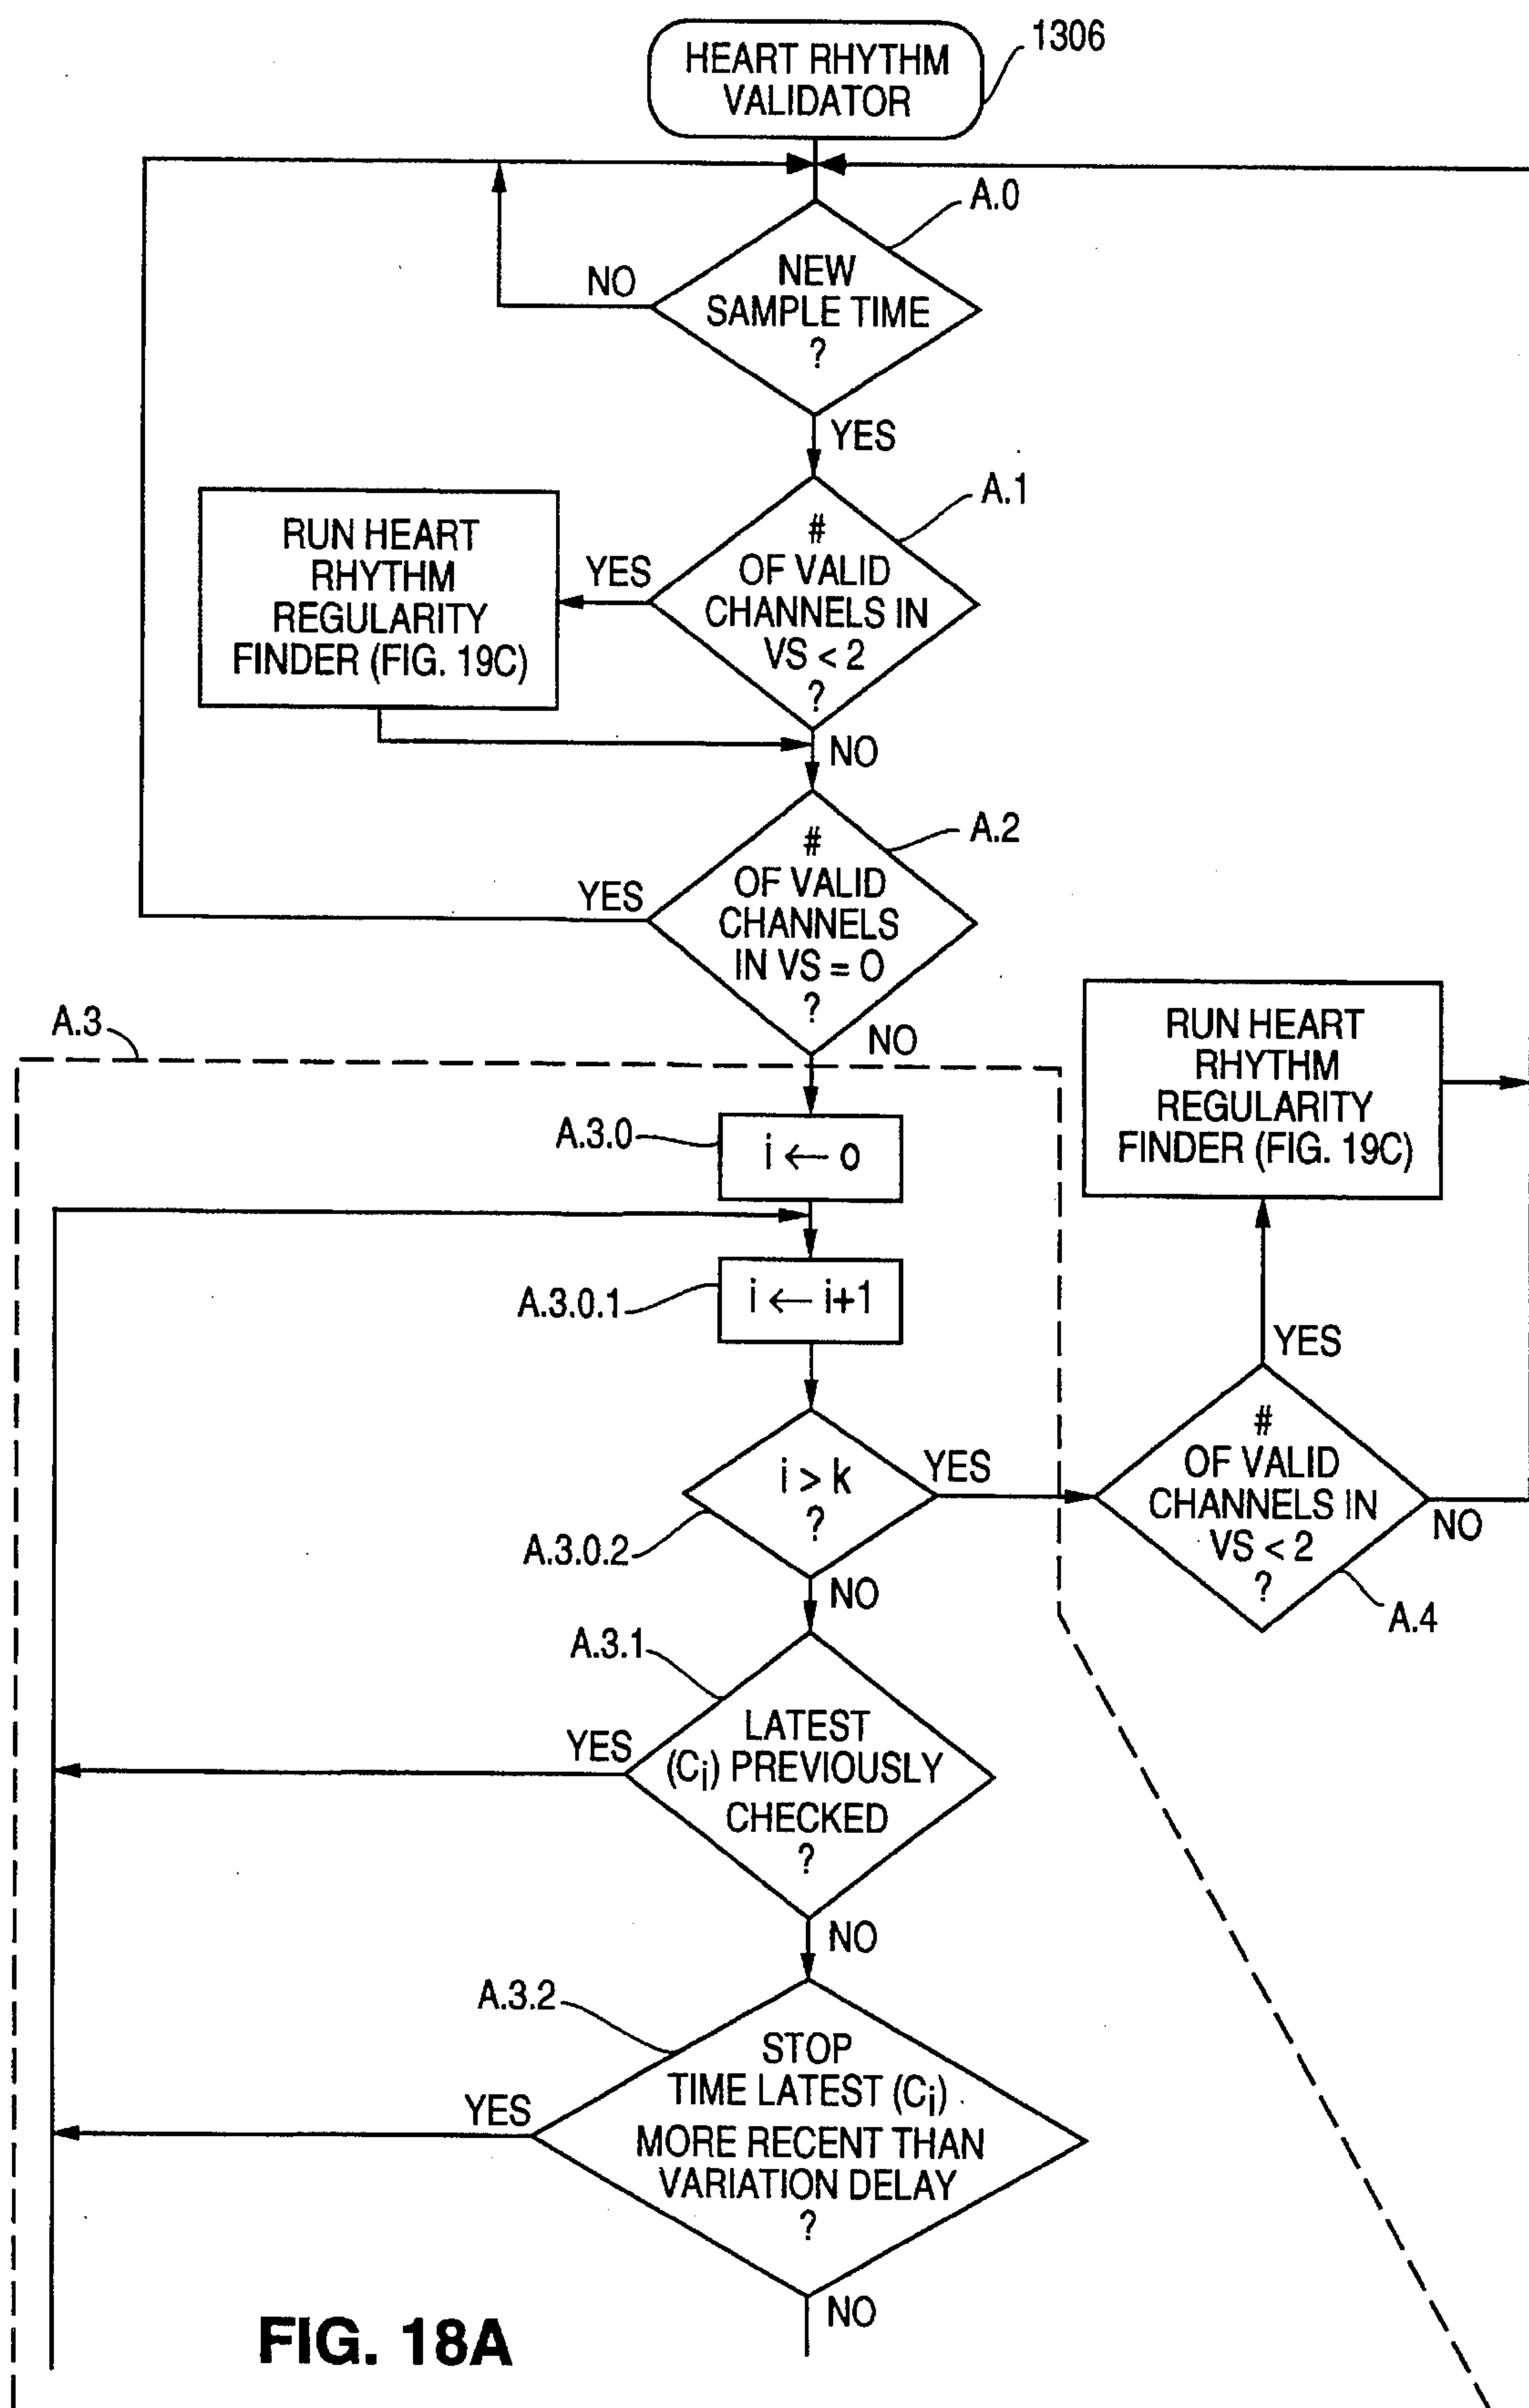 HEART RHYTHM
VALIDATOR
1306
A.0
NEW
SAMPLE TIME
?
NO
YES
A.1
#
OF VALID
CHANNELS IN
VS < 2
?
YES
RUN HEART
RHYTHM
REGULARITY
FINDER (FIG. 19C)
NO
A.2
#
OF VALID
CHANNELS
IN VS = 0
?
YES
NO
A.3
A.3.0
i ← o
A.3.0.1
i ← i+1
i > k
?
YES
A.3.0.2
NO
RUN HEART
RHYTHM
REGULARITY
FINDER (FIG. 19C)
YES
#
OF VALID
CHANNELS IN
VS < 2
?
NO
A.4
A.3.1
LATEST
(Ci) PREVIOUSLY
CHECKED
?
YES
NO
A.3.2
STOP
TIME LATEST (Ci)
MORE RECENT THAN
VARIATION DELAY
?
YES
NO
FIG. 18A